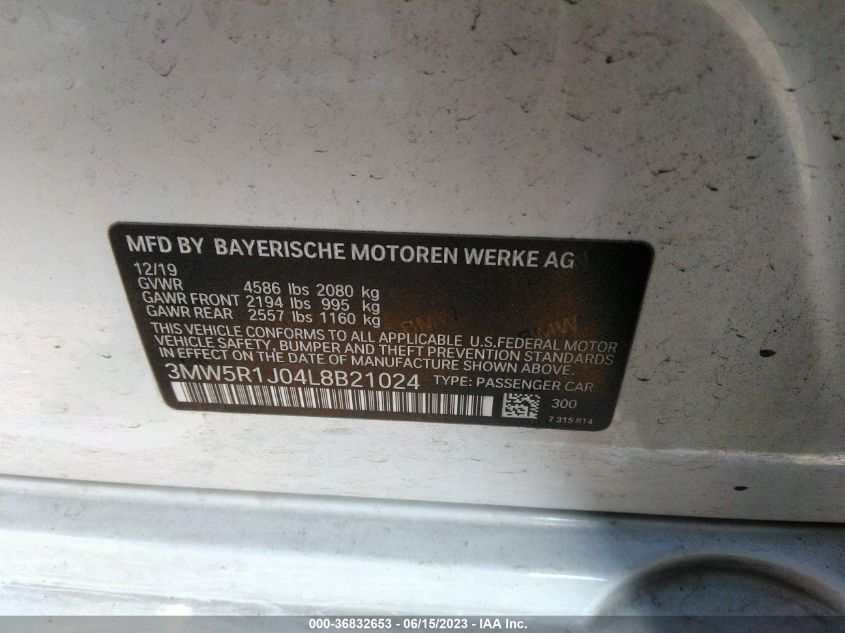 MFD BY BAYERISCHE MOTOREN WERKE AG
12/19
GVWR 4586 lbs 2080 kg
GAWR FRONT 2194 lbs 995 kg
GAWR REAR 2557 lbs 1160 kg
THIS VEHICLE CONFORMS TO ALL APPLICABLE U.S.FEDERAL MOTOR
VEHICLE SAFETY, BUMPER AND THEFT PREVENTION STANDARDS
IN EFFECT ON THE DATE OF MANUFACTURE SHOWN ABOVE.
3MW5R1J04L8B21024 TYPE: PASSENGER CAR
300
7 315 814
BMW
BMW
000-36832653 - 06/15/2023 - IAA Inc.